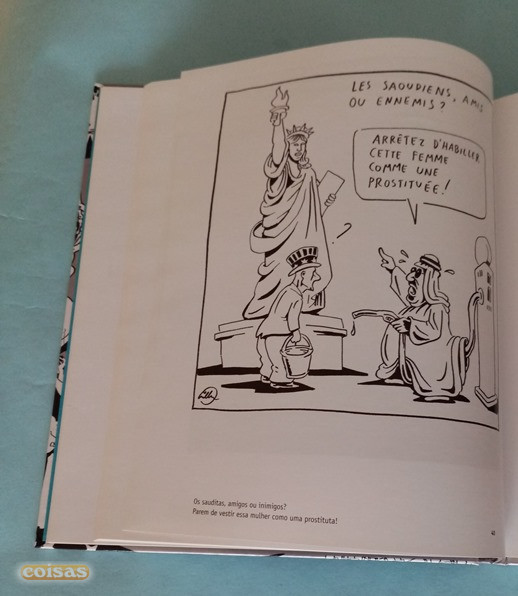 LES SAOUDIENS, AMIS
OU ENNEMIS?
ARRÊTEZ D'HABILLER
CETTE FEMME
COMME UNE
PROSTITUÉE!
?
Os sauditas, amigos ou inimigos?
Parem de vestir essa mulher como uma prostituta!
41
coisas